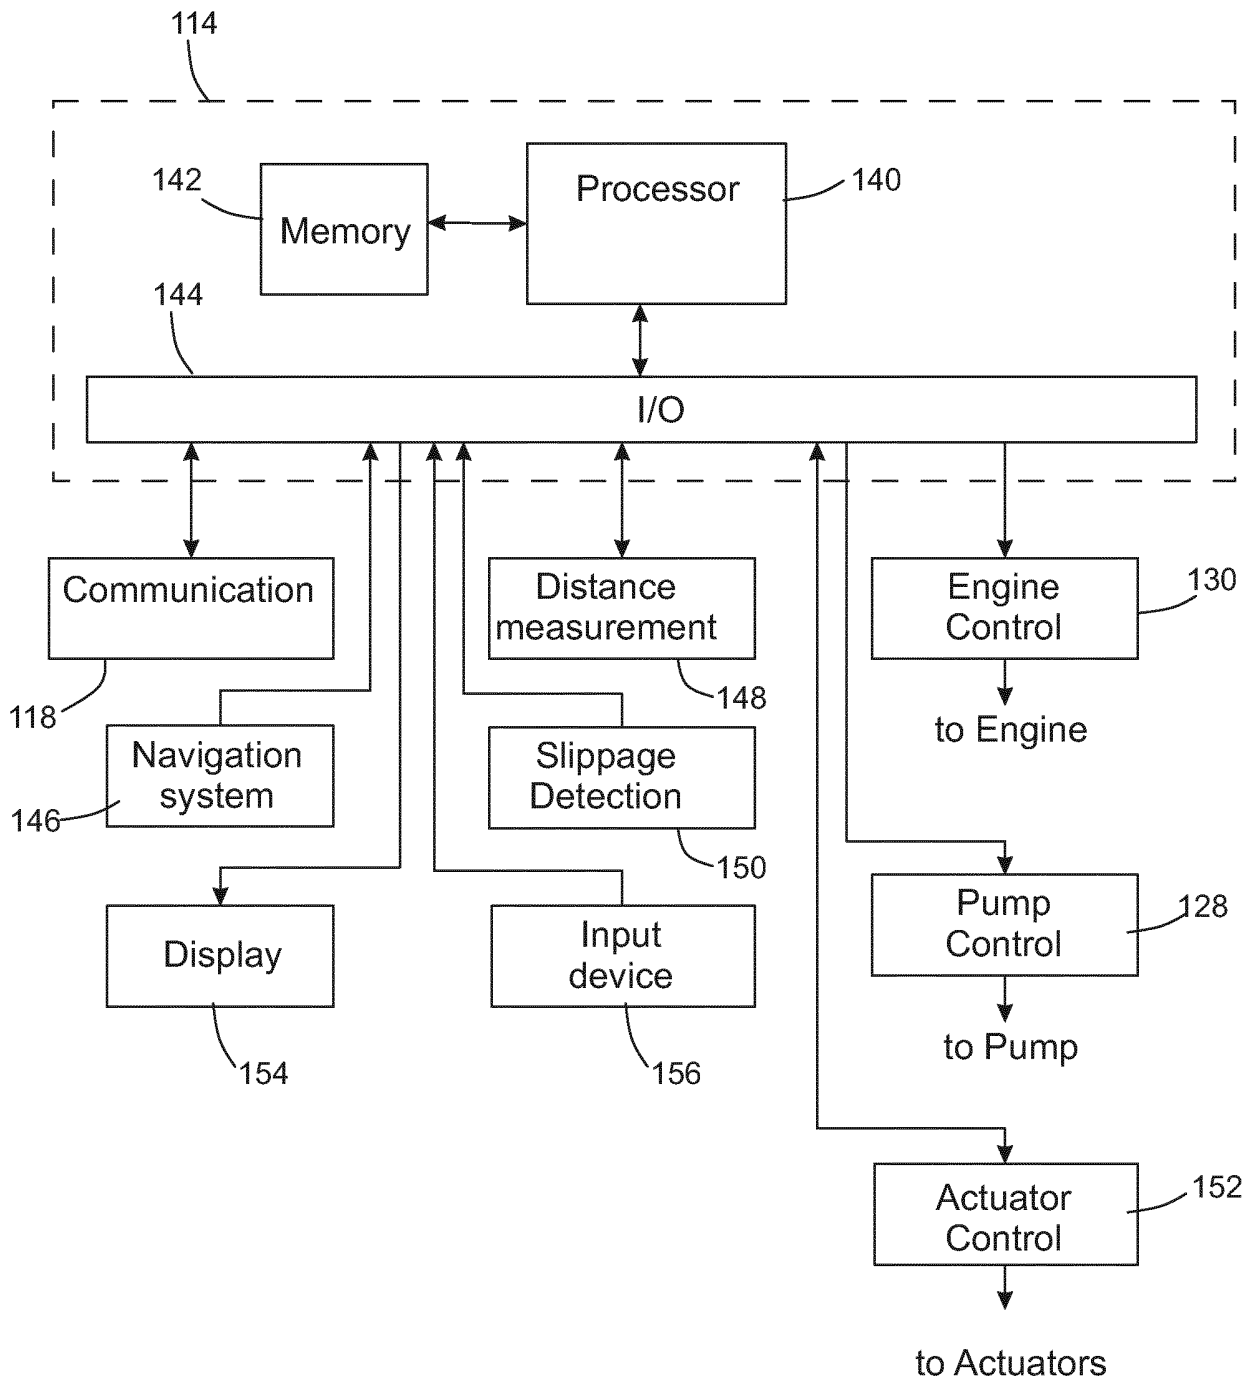 114
142
Memory
Processor
140
144
I/O
Communication
118
Distance
measurement
148
Engine
Control
130
to Engine
Navigation
system
146
Slippage
Detection
150
Display
154
Input
device
156
Pump
Control
128
to Pump
Actuator
Control
152
to Actuators